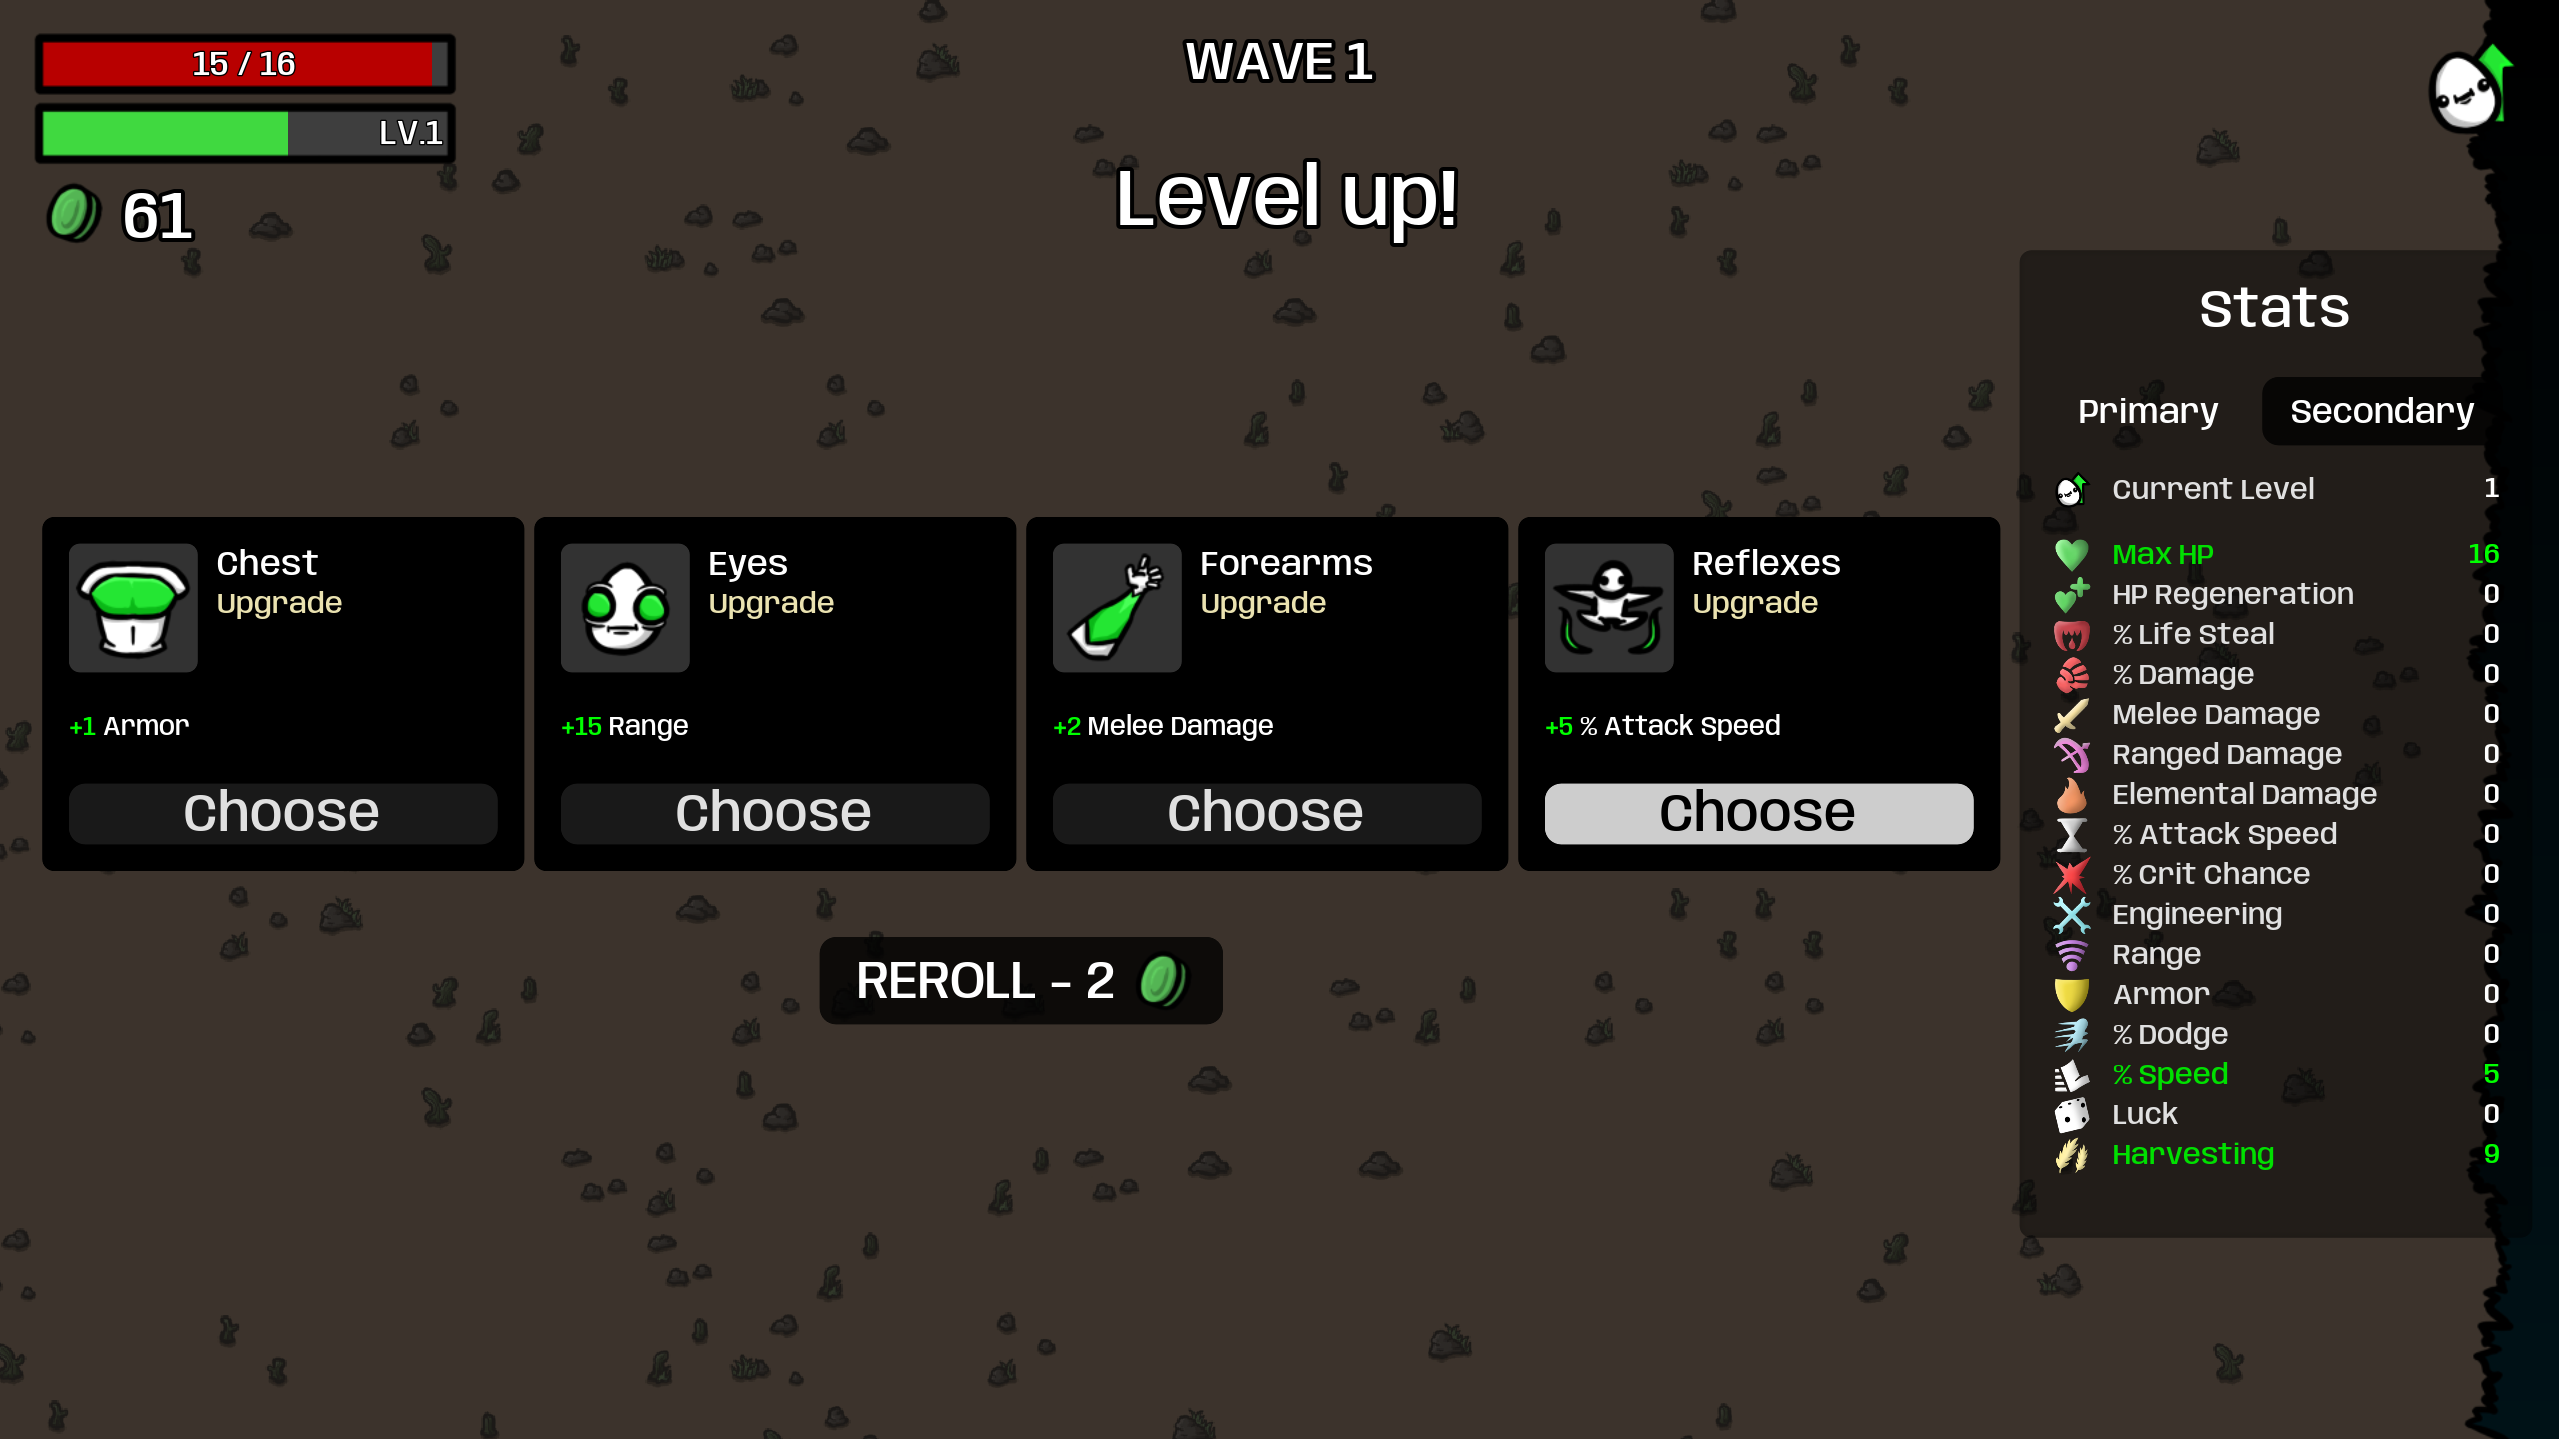 15 / 16
LV.1
61
WAVE 1
Level up!
Chest
Upgrade
+1 Armor
Choose
Eyes
Upgrade
+15 Range
Choose
Forearms
Upgrade
+2 Melee Damage
Choose
Reflexes
Upgrade
+5 % Attack Speed
Choose
REROLL - 2
Stats
Primary Secondary
Current Level 1
Max HP 16
HP Regeneration 0
% Life Steal 0
% Damage 0
Melee Damage 0
Ranged Damage 0
Elemental Damage 0
% Attack Speed 0
% Crit Chance 0
Engineering 0
Range 0
Armor 0
% Dodge 0
% Speed 5
Luck 0
Harvesting 9